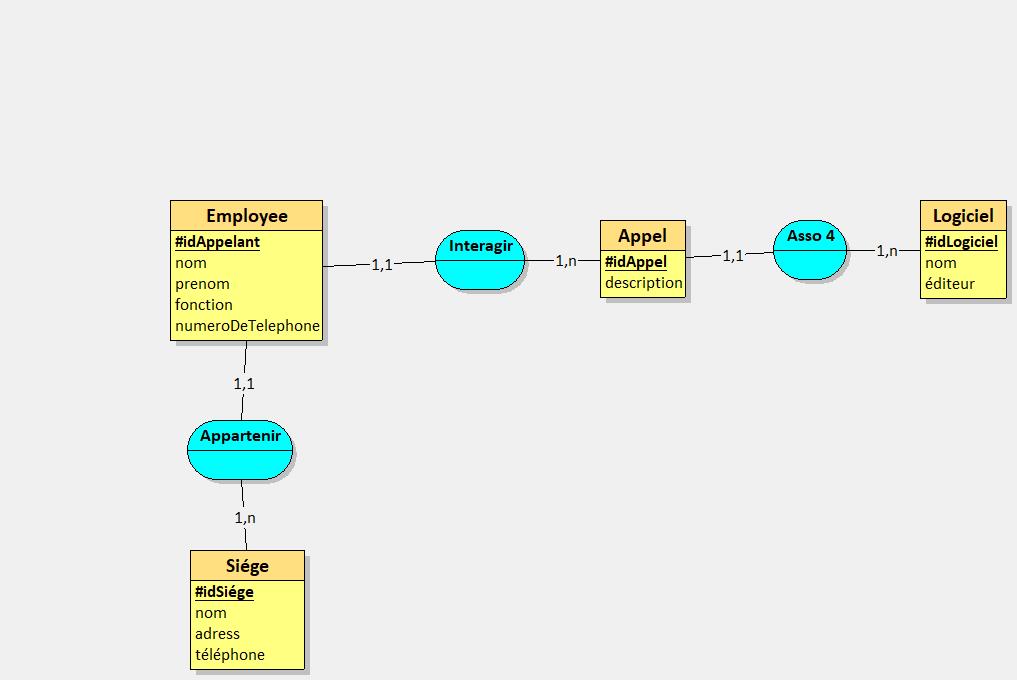 Employee
#idAppelant
nom
prenom
fonction
numeroDeTelephone
1,1
Interagir
1,n
Appel
#idAppel
description
1,1
Asso 4
1,n
Logiciel
#idLogiciel
nom
éditeur
1,1
Appartenir
1,n
Siége
#idSiége
nom
adress
téléphone